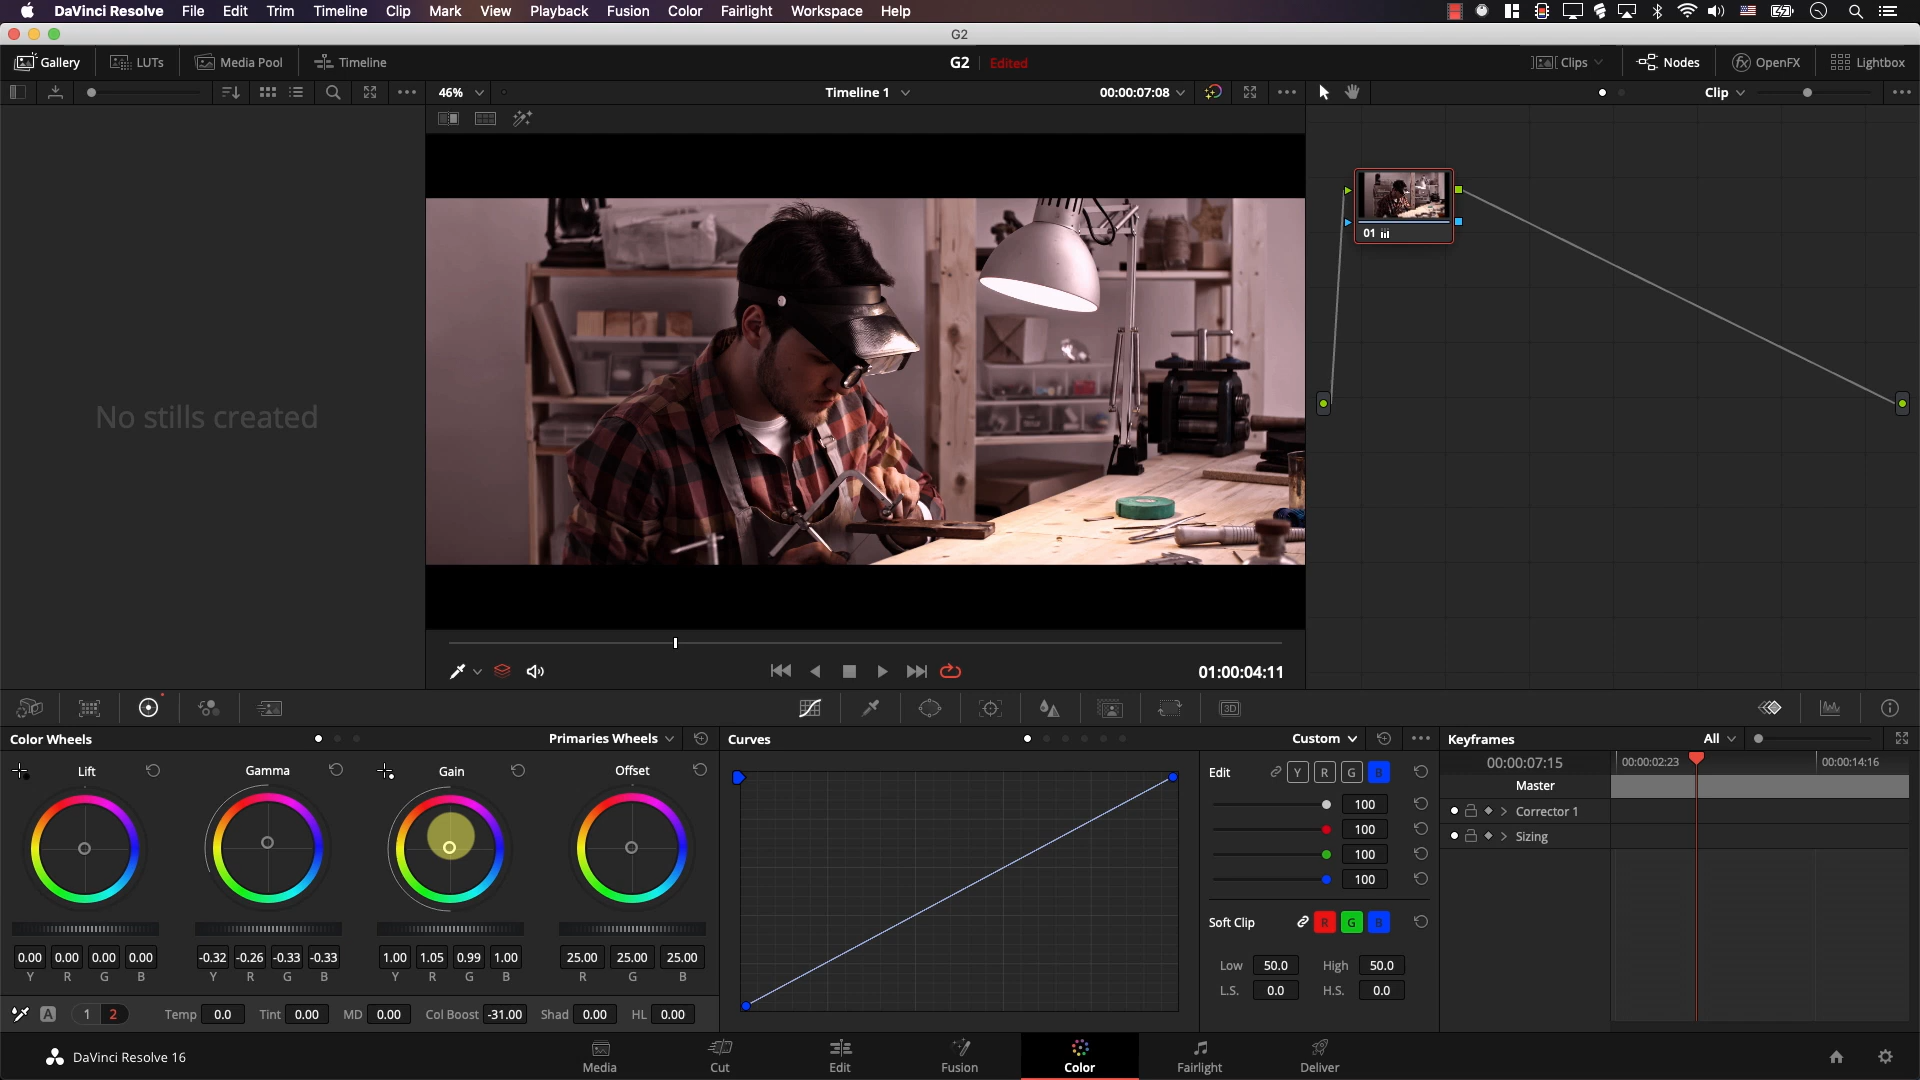 DaVinci Resolve File Edit Trim Timeline Clip Mark View Playback Fusion Color Fairlight Workspace Help
G2
Gallery LUTs Media Pool Timeline G2 Edited Clips Nodes OpenFX Lightbox
46% Timeline 1 00:00:07:08 Clip
01
No stills created
01:00:04:11
3D
Color Wheels Primaries Wheels Curves Custom Keyframes All
Lift Gamma Gain Offset
Edit Y R G B
100
100
100
100
Soft Clip R G B
Low 50.0 High 50.0
L.S. 0.0 H.S. 0.0
00:00:07:15 00:00:02:23 00:00:14:16
Master
Corrector 1
Sizing
0.00 0.00 0.00 0.00 -0.32 -0.26 -0.33 -0.33 1.00 1.05 0.99 1.00 25.00 25.00 25.00
Y R G B Y R G B Y R G B R G B
A 1 2 Temp 0.0 Tint 0.00 MD 0.00 Col Boost -31.00 Shad 0.00 HL 0.00
DaVinci Resolve 16 Media Cut Edit Fusion Color Fairlight Deliver